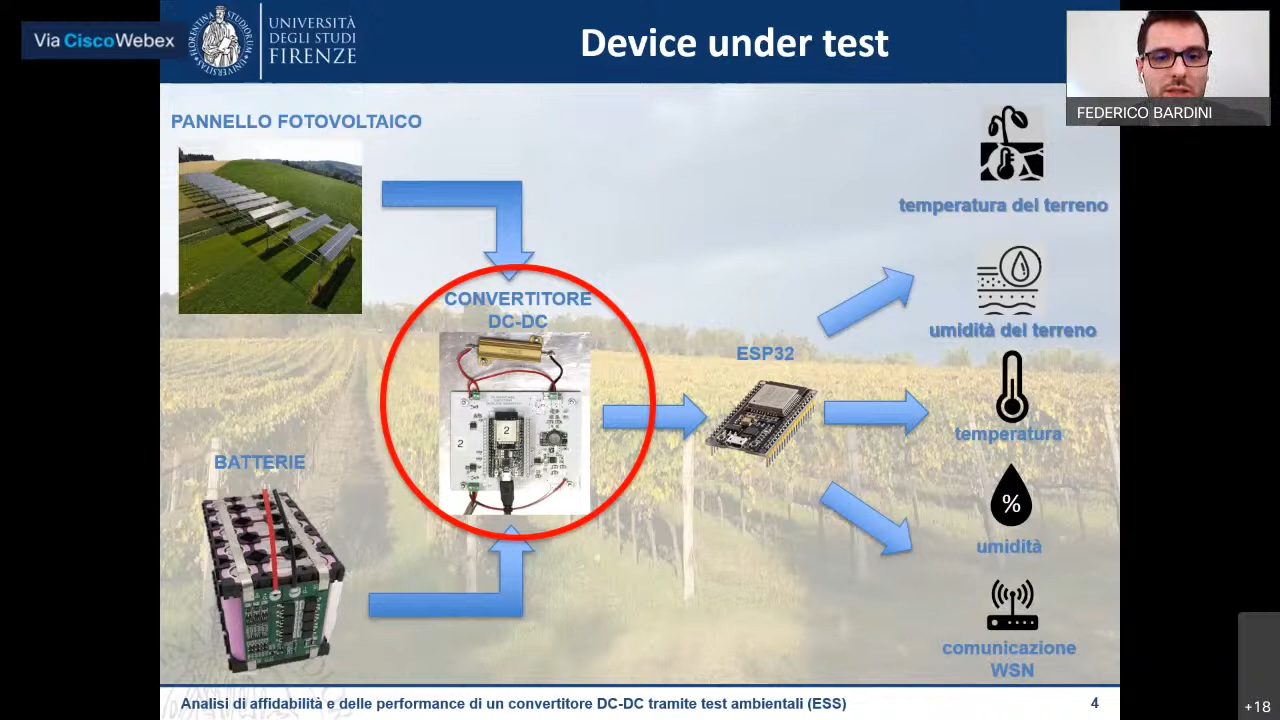 Via Cisco Webex
UNIVERSITÀ
DEGLI STUDI
FIRENZE
Device under test
FEDERICO BARDINI
PANNELLO FOTOVOLTAICO
temperatura del terreno
CONVERTITORE
DC-DC
umidità del terreno
ESP32
2
2
temperatura
BATTERIE
%
umidità
comunicazione
WSN
Analisi di affidabilità e delle performance di un convertitore DC-DC tramite test ambientali (ESS)
4
+18